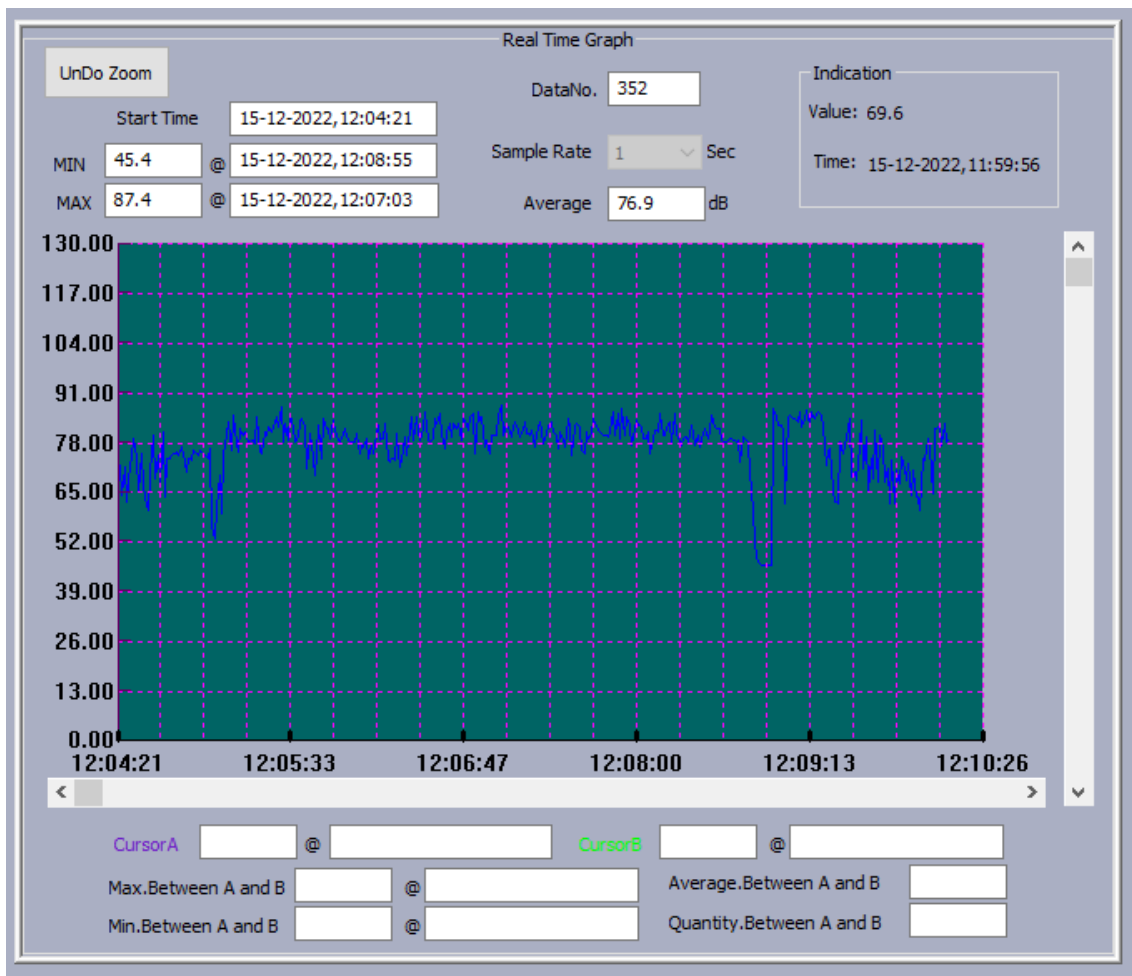 Real Time Graph
UnDo Zoom
DataNo. 352
Indication
Start Time 15-12-2022,12:04:21
Value: 69.6
MIN 45.4 @ 15-12-2022,12:08:55
Sample Rate 1 Sec
Time: 15-12-2022,11:59:56
MAX 87.4 @ 15-12-2022,12:07:03
Average 76.9 dB
130.00
117.00
104.00
91.00
78.00
65.00
52.00
39.00
26.00
13.00
0.00
12:04:21 12:05:33 12:06:47 12:08:00 12:09:13 12:10:26
CursorA @ CursorB @
Max.Between A and B @ Average.Between A and B
Min.Between A and B @ Quantity.Between A and B